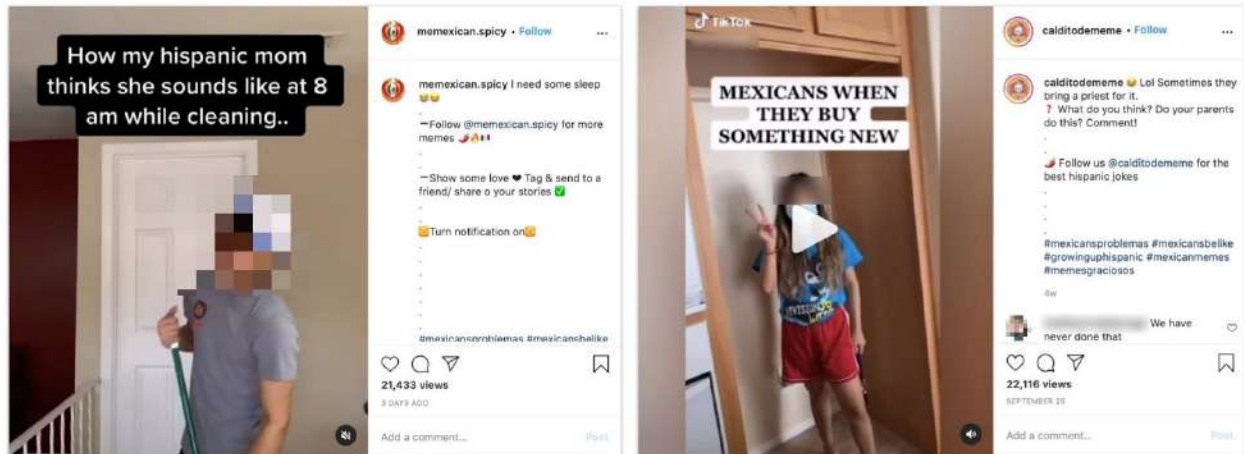 How my hispanic mom
thinks she sounds like at 8
am while cleaning..
memexican.spicy • Follow
memexican.spicy I need some sleep
😭😂
.
—Follow @memexican.spicy for more
memes 🌶️🔥🇲🇽
.
—Show some love ❤ Tag & send to a
friend/ share o your stories ✅
.
.
Turn notification on
.
.
.
.
.
.
#mexicansproblemas #mexicansbelike
21,433 views
3 DAYS AGO
Add a comment...
Post
TikTok
MEXICANS WHEN
THEY BUY
SOMETHING NEW
calditodememe • Follow
calditodememe 😂 Lol Sometimes they
bring a priest for it.
❓ What do you think? Do your parents
do this? Comment!
.
.
🌶️ Follow us @calditodememe for the
best hispanic jokes
.
.
.
.
#mexicansproblemas #mexicansbelike
#growinguphispanic #mexicanmemes
#memesgraciosos
4w
We have
never done that
22,116 views
SEPTEMBER 25
Add a comment...
Post